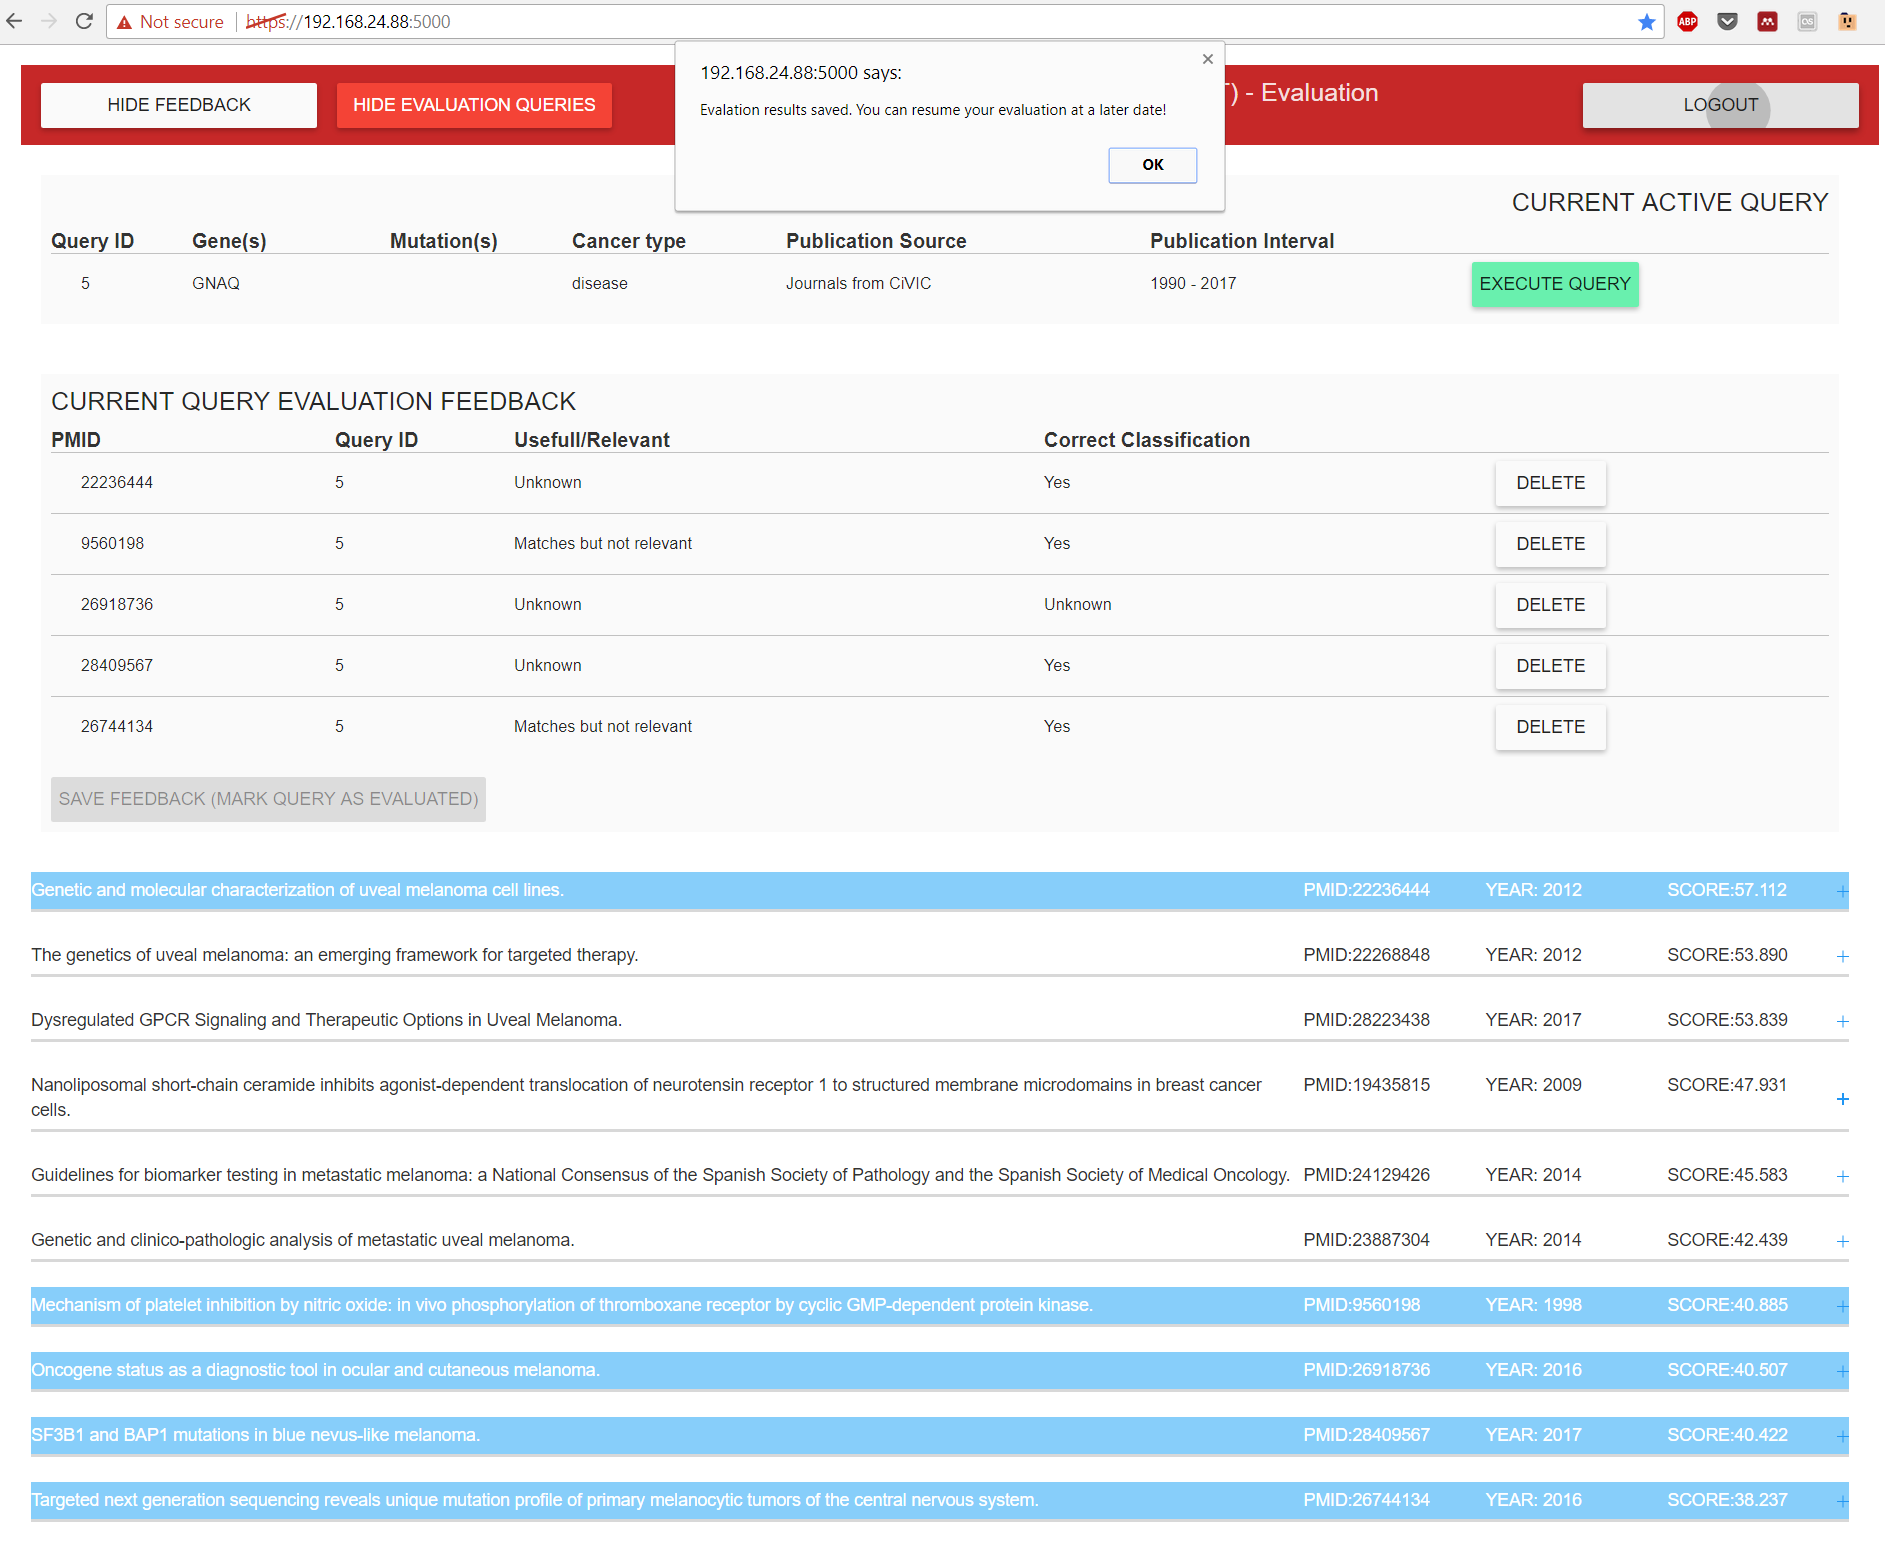 Not secure https://192.168.24.88:5000
ABP
192.168.24.88:5000 says:
Evalation results saved. You can resume your evaluation at a later date!
OK
HIDE FEEDBACK HIDE EVALUATION QUERIES T) - Evaluation LOGOUT
CURRENT ACTIVE QUERY
Query ID Gene(s) Mutation(s) Cancer type Publication Source Publication Interval
5 GNAQ disease Journals from CiVIC 1990 - 2017 EXECUTE QUERY
CURRENT QUERY EVALUATION FEEDBACK
PMID Query ID Usefull/Relevant Correct Classification
22236444 5 Unknown Yes DELETE
9560198 5 Matches but not relevant Yes DELETE
26918736 5 Unknown Unknown DELETE
28409567 5 Unknown Yes DELETE
26744134 5 Matches but not relevant Yes DELETE
SAVE FEEDBACK (MARK QUERY AS EVALUATED)
Genetic and molecular characterization of uveal melanoma cell lines. PMID:22236444 YEAR: 2012 SCORE:57.112 +
The genetics of uveal melanoma: an emerging framework for targeted therapy. PMID:22268848 YEAR: 2012 SCORE:53.890 +
Dysregulated GPCR Signaling and Therapeutic Options in Uveal Melanoma. PMID:28223438 YEAR: 2017 SCORE:53.839 +
Nanoliposomal short-chain ceramide inhibits agonist-dependent translocation of neurotensin receptor 1 to structured membrane microdomains in breast cancer PMID:19435815 YEAR: 2009 SCORE:47.931 +
cells.
Guidelines for biomarker testing in metastatic melanoma: a National Consensus of the Spanish Society of Pathology and the Spanish Society of Medical Oncology. PMID:24129426 YEAR: 2014 SCORE:45.583 +
Genetic and clinico-pathologic analysis of metastatic uveal melanoma. PMID:23887304 YEAR: 2014 SCORE:42.439 +
Mechanism of platelet inhibition by nitric oxide: in vivo phosphorylation of thromboxane receptor by cyclic GMP-dependent protein kinase. PMID:9560198 YEAR: 1998 SCORE:40.885 +
Oncogene status as a diagnostic tool in ocular and cutaneous melanoma. PMID:26918736 YEAR: 2016 SCORE:40.507 +
SF3B1 and BAP1 mutations in blue nevus-like melanoma. PMID:28409567 YEAR: 2017 SCORE:40.422 +
Targeted next generation sequencing reveals unique mutation profile of primary melanocytic tumors of the central nervous system. PMID:26744134 YEAR: 2016 SCORE:38.237 +